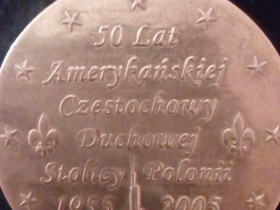 50 Lat
Amerykańskiej
Częstochowy
Duchowej
Stolicy Polonii
1955 2005